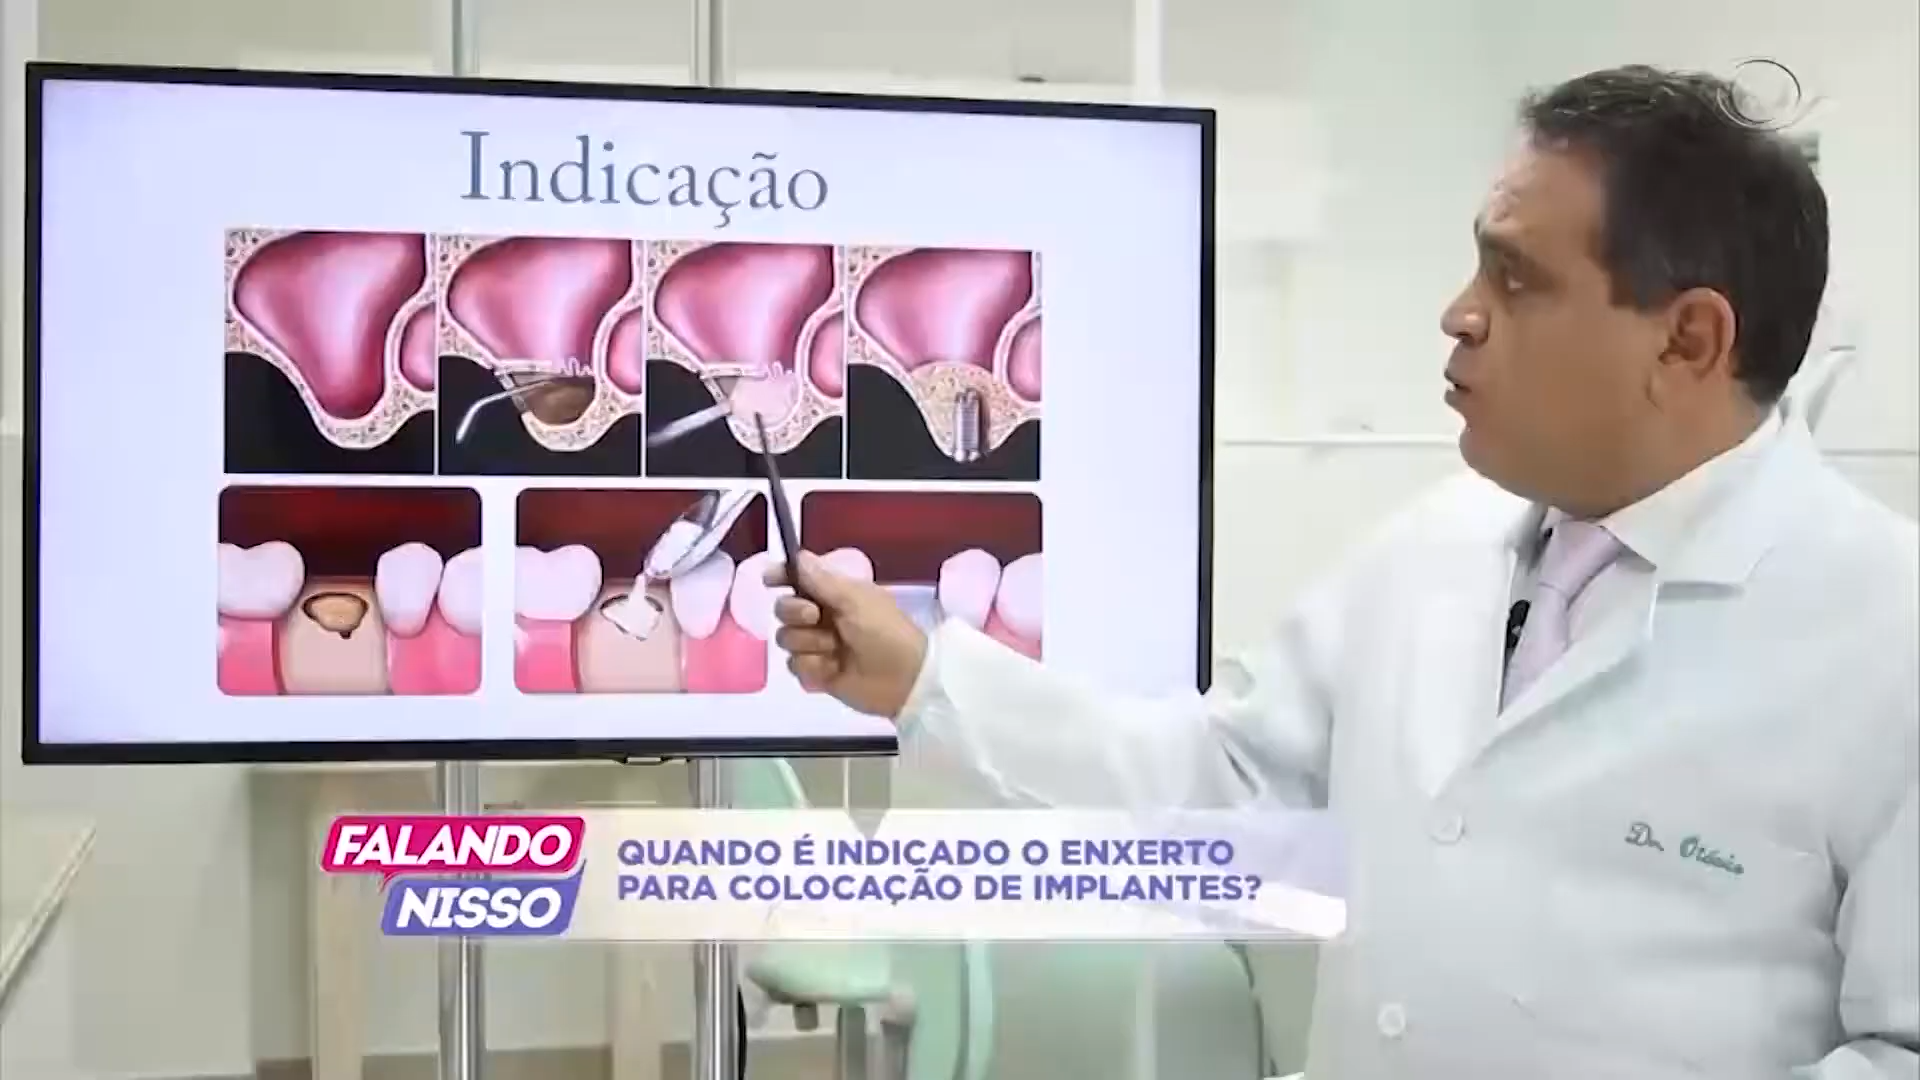 Indicação
FALANDO
NISSO
QUANDO É INDICADO O ENXERTO
PARA COLOCAÇÃO DE IMPLANTES?
Dr. Otávio